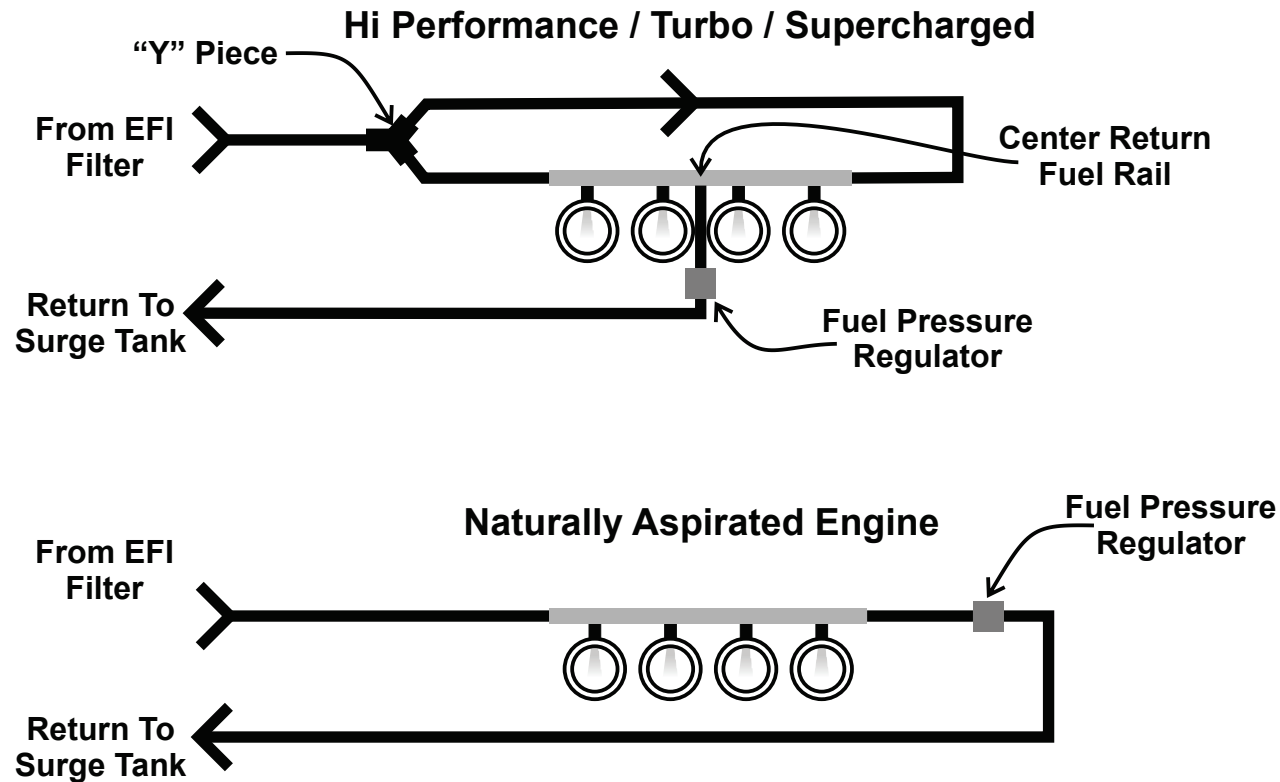 Hi Performance / Turbo / Supercharged
“Y” Piece
From EFI
Filter
Center Return
Fuel Rail
Return To
Surge Tank
Fuel Pressure
Regulator
Naturally Aspirated Engine
Fuel Pressure
Regulator
From EFI
Filter
Return To
Surge Tank